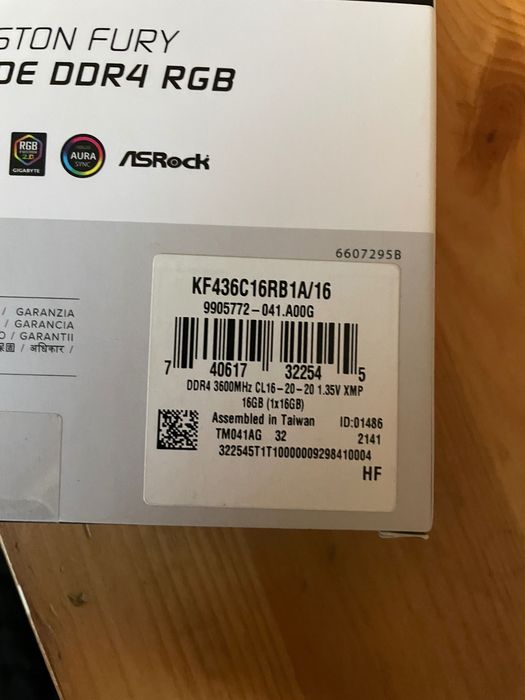 STON FURY
DE DDR4 RGB
RGB
FUSION
2.0
GIGABYTE
AURA
SYNC
ASRock
6607295B
/ GARANZIA
/ GARANCIA
O / GARANTII
/ अधिकार /
KF436C16RB1A/16
9905772-041.A00G
7 40617 32254 5
DDR4 3600MHz CL16-20-20 1.35V XMP
16GB (1x16GB)
Assembled in Taiwan ID:01486
TM041AG 32 2141
322545T1T10000009298410004
HF